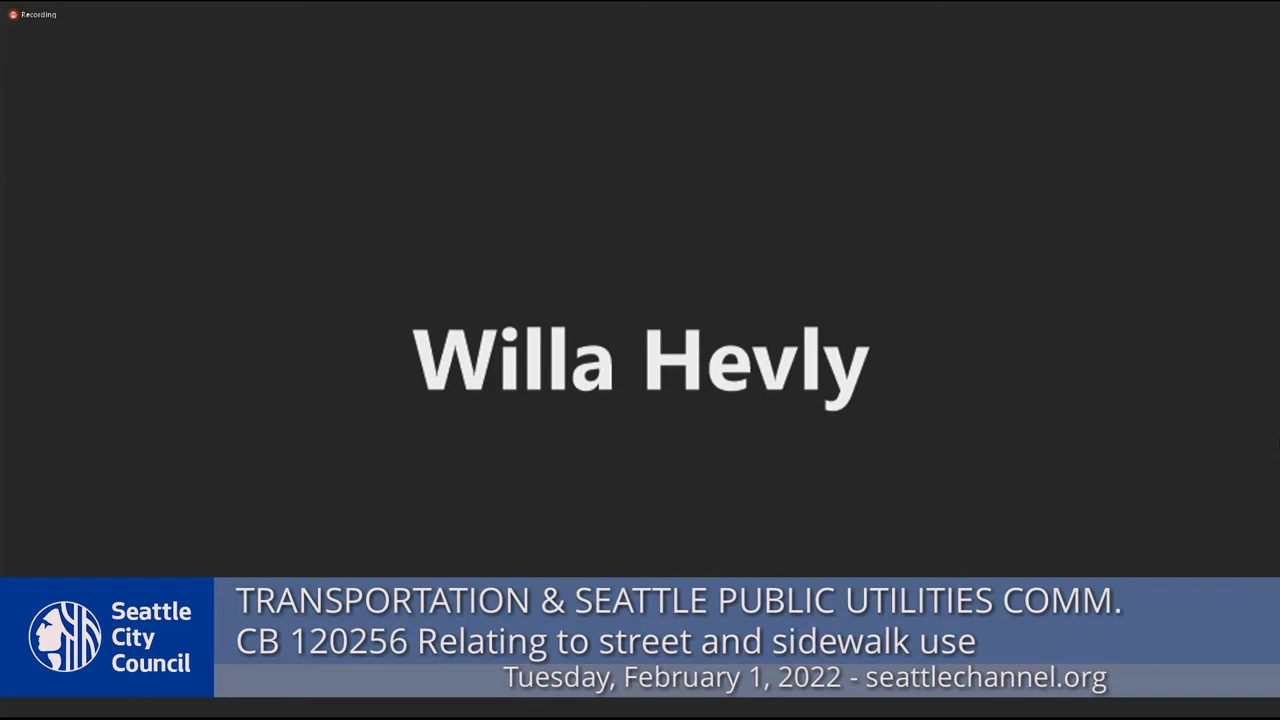 Recording
Willa Hevly
Seattle
City
Council
TRANSPORTATION & SEATTLE PUBLIC UTILITIES COMM.
CB 120256 Relating to street and sidewalk use
Tuesday, February 1, 2022 - seattlechannel.org